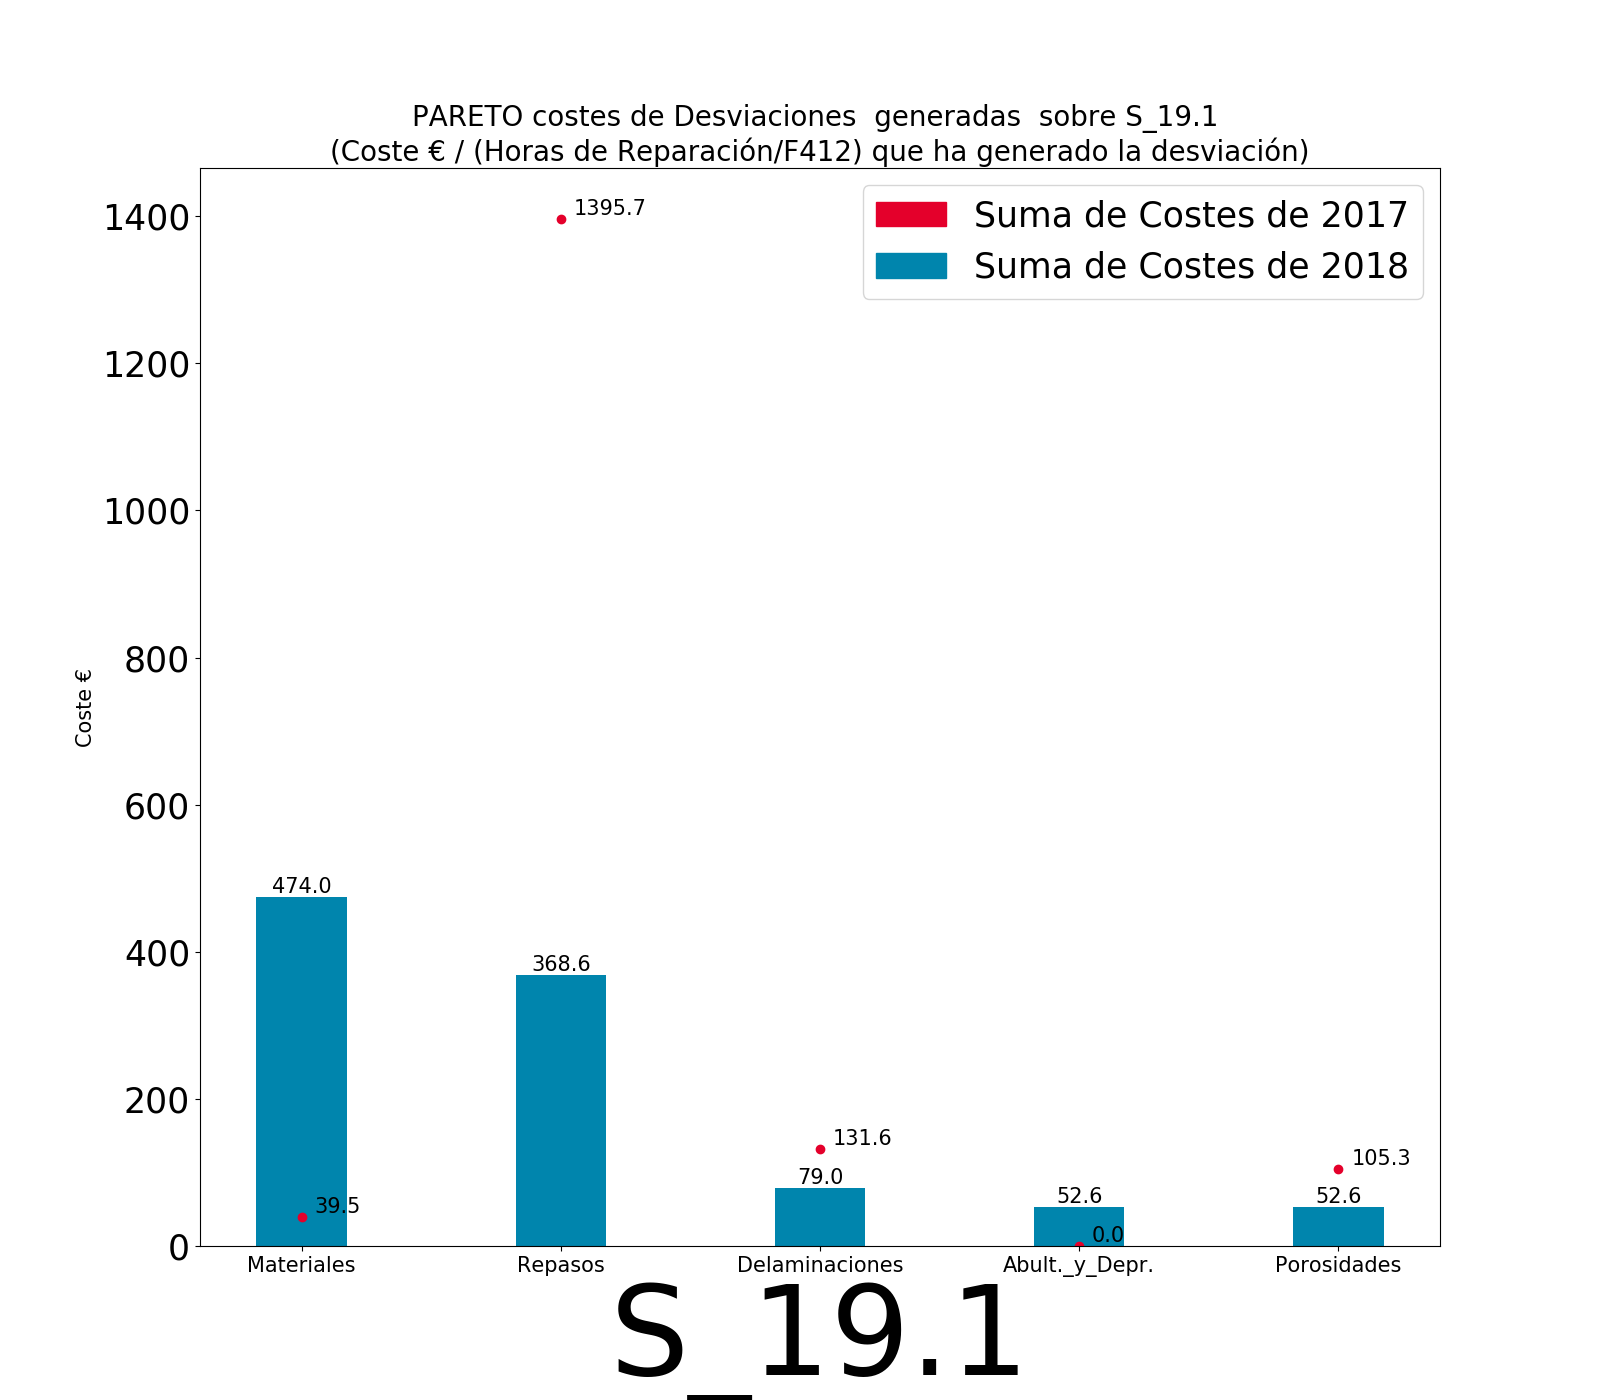 PARETO costes de Desviaciones  generadas  sobre S_19.1
(Coste € / (Horas de Reparación/F412) que ha generado la desviación)
Suma de Costes de 2017
Suma de Costes de 2018
Coste €
1400
1200
1000
800
600
400
200
0
1395.7
474.0
368.6
39.5
131.6
79.0
52.6
0.0
105.3
52.6
Materiales
Repasos
Delaminaciones
Abult._y_Depr.
Porosidades
S_19.1